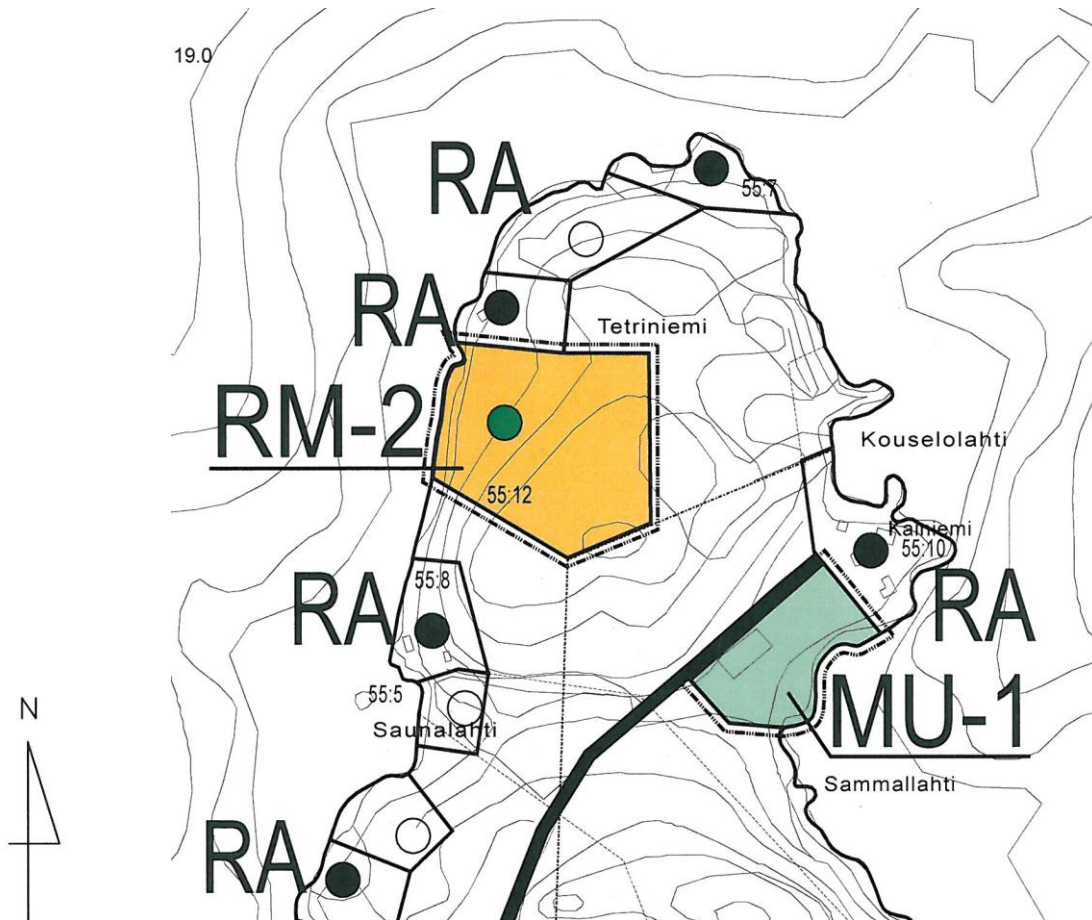 19.0
RA
55:7
RA
Tetriniemi
RM-2
Kouselolahti
55:12
Kainiemi
55:10
RA
55:8
RA
MU-1
55:5
Saunalahti
N
Sammallahti
RA